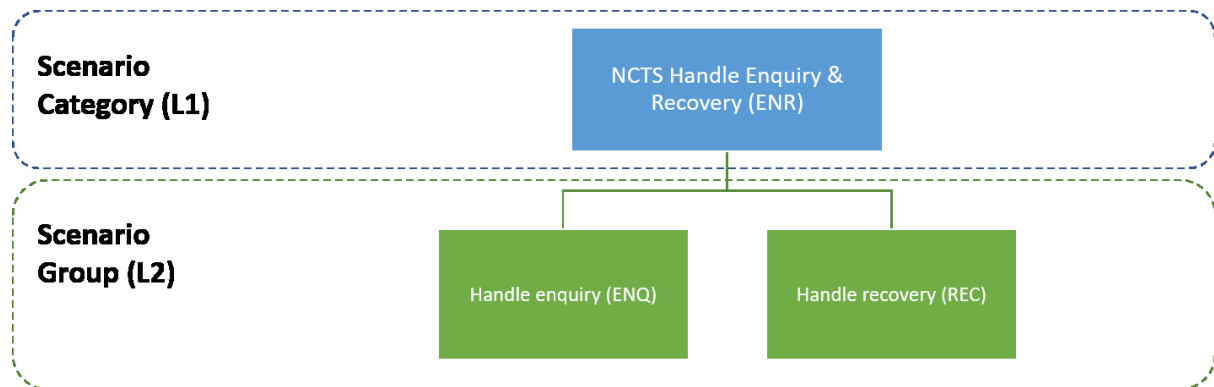 Scenario
Category (L1)
NCTS Handle Enquiry &
Recovery (ENR)
Scenario
Group (L2)
Handle enquiry (ENQ)
Handle recovery (REC)